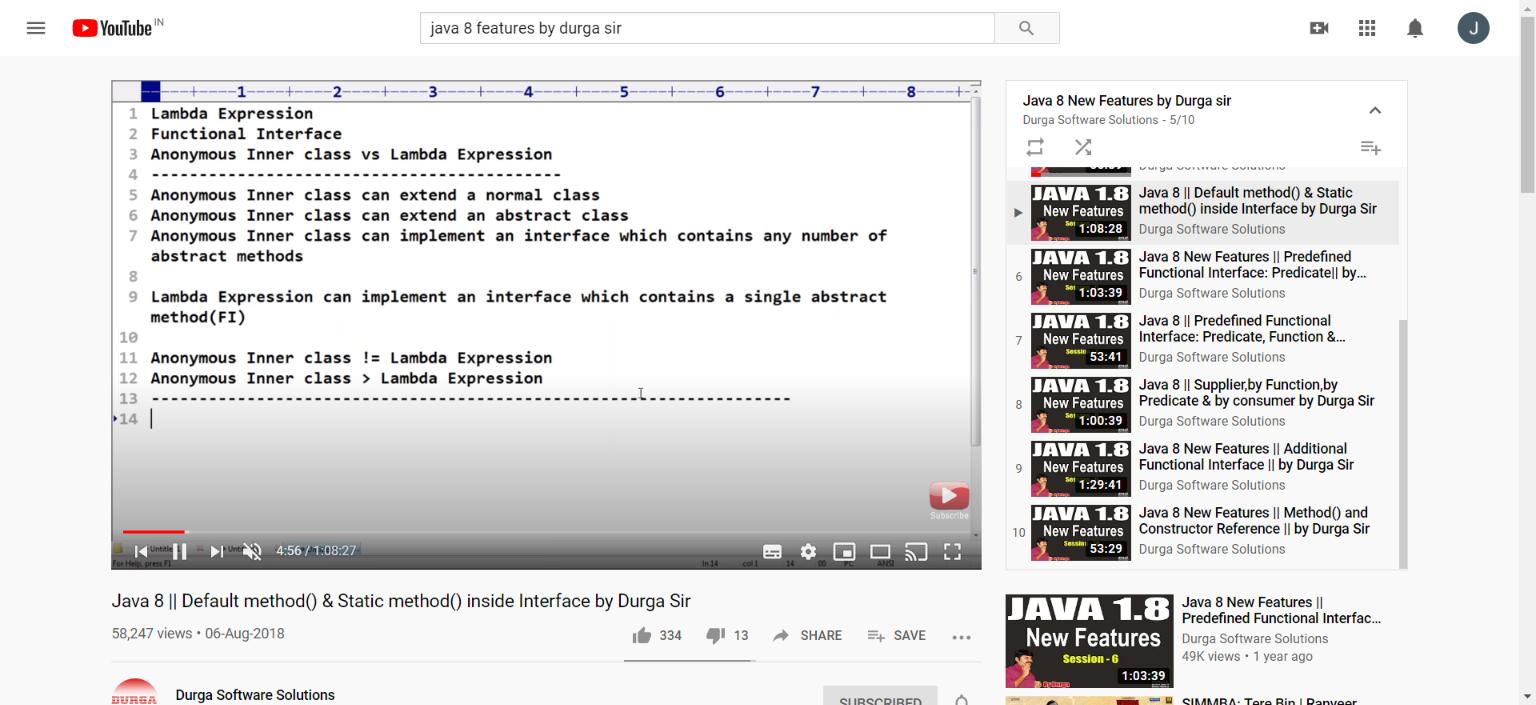 YouTube IN
java 8 features by durga sir
J
1 2 3 4 5 6 7 8
1 Lambda Expression
2 Functional Interface
3 Anonymous Inner class vs Lambda Expression
4 -------------------------------------------
5 Anonymous Inner class can extend a normal class
6 Anonymous Inner class can extend an abstract class
7 Anonymous Inner class can implement an interface which contains any number of
abstract methods
8
9 Lambda Expression can implement an interface which contains a single abstract
method(FI)
10
11 Anonymous Inner class != Lambda Expression
12 Anonymous Inner class > Lambda Expression
13 -------------------------------------------------------------------
14
Subscribe
4:56 / 1:08:27
For Help, press F1
Java 8 || Default method() & Static method() inside Interface by Durga Sir
58,247 views • 06-Aug-2018
334
13
SHARE
SAVE
DURGA
Durga Software Solutions
SUBSCRIBED
Java 8 New Features by Durga sir
Durga Software Solutions - 5/10
Durga Software Solutions
JAVA 1.8
New Features
1:08:28
Java 8 || Default method() & Static
method() inside Interface by Durga Sir
Durga Software Solutions
6
JAVA 1.8
New Features
1:03:39
Java 8 New Features || Predefined
Functional Interface: Predicate|| by...
Durga Software Solutions
7
JAVA 1.8
New Features
53:41
Java 8 || Predefined Functional
Interface: Predicate, Function &...
Durga Software Solutions
8
JAVA 1.8
New Features
1:00:39
Java 8 || Supplier,by Function,by
Predicate & by consumer by Durga Sir
Durga Software Solutions
9
JAVA 1.8
New Features
1:29:41
Java 8 New Features || Additional
Functional Interface || by Durga Sir
Durga Software Solutions
10
JAVA 1.8
New Features
53:29
Java 8 New Features || Method() and
Constructor Reference || by Durga Sir
Durga Software Solutions
JAVA 1.8
New Features
Session - 6
By Durga
1:03:39
Java 8 New Features ||
Predefined Functional Interfac...
Durga Software Solutions
49K views • 1 year ago
SIMMBA: Tere Bin | Ranveer